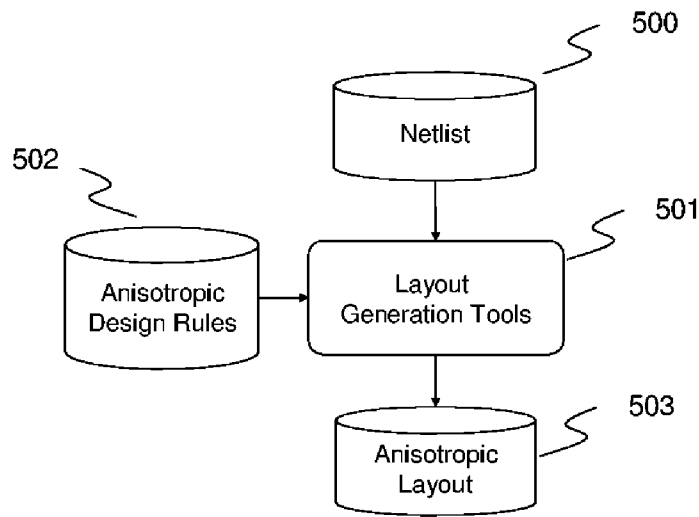 500
Netlist
502
501
Anisotropic
Design Rules
Layout
Generation Tools
503
Anisotropic
Layout